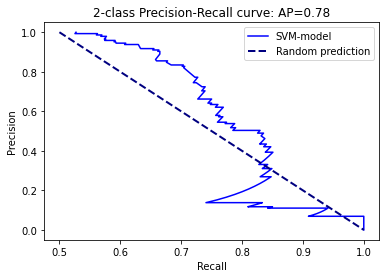 2-class Precision-Recall curve: AP=0.78
SVM-model
Random prediction
Precision
1.0
0.8
0.6
0.4
0.2
0.0
0.5 0.6 0.7 0.8 0.9 1.0
Recall